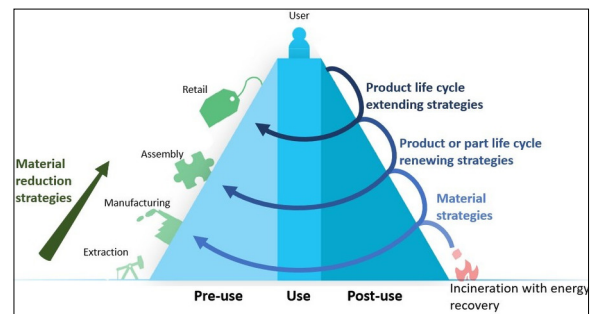 User
Retail
Product life cycle
extending strategies
Assembly
Product or part life cycle
renewing strategies
Material
reduction
strategies
Manufacturing
Material
strategies
Extraction
Pre-use
Use
Post-use
Incineration with energy
recovery